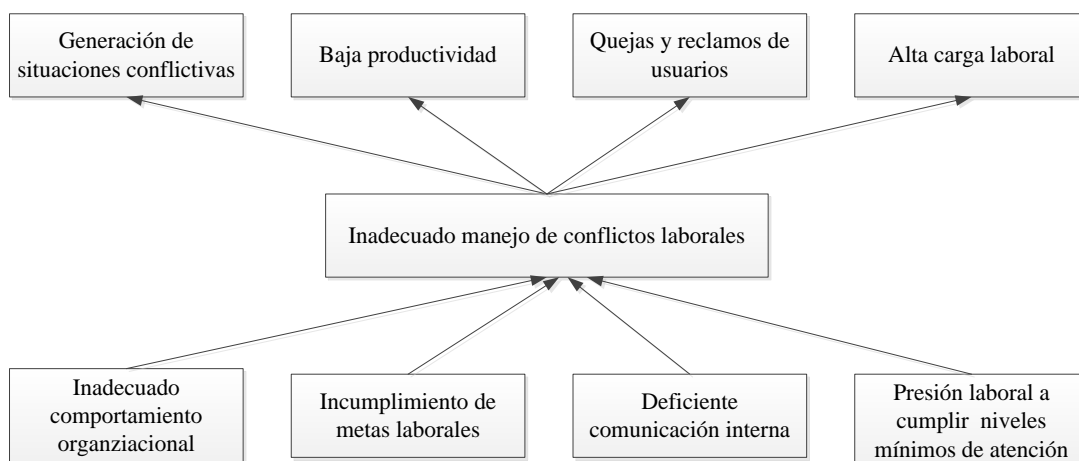 Generación de
situaciones conflictivas
Baja productividad
Quejas y reclamos de
usuarios
Alta carga laboral
Inadecuado manejo de conflictos laborales
Inadecuado
comportamiento
organziacional
Incumplimiento de
metas laborales
Deficiente
comunicación interna
Presión laboral a
cumplir niveles
mínimos de atención